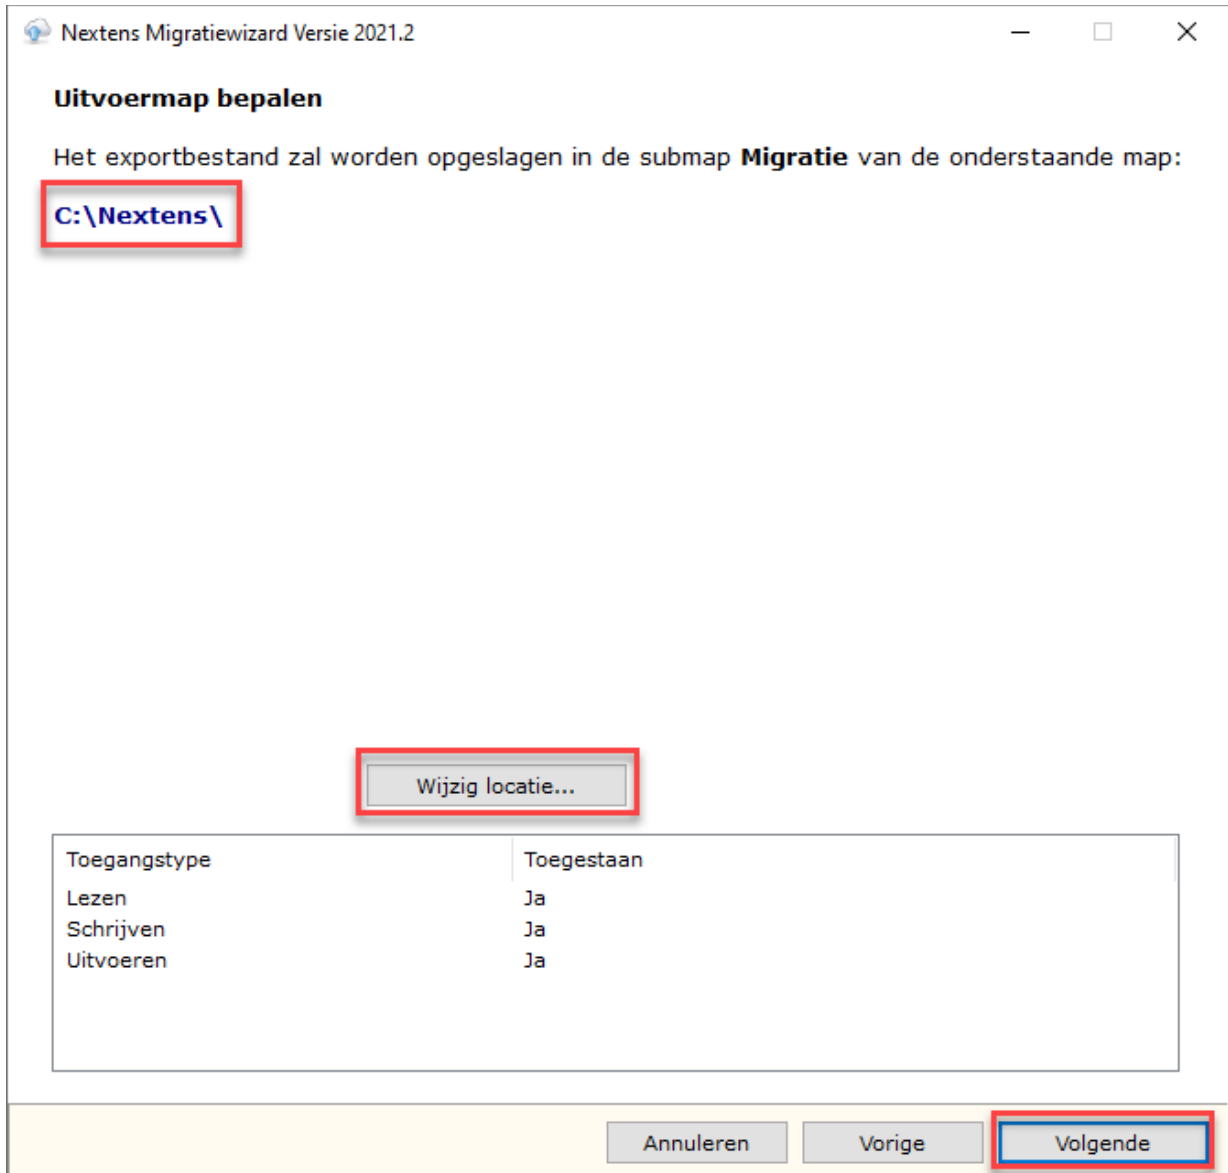 Nextens Migratiewizard Versie 2021.2
Uitvoermap bepalen
Het exportbestand zal worden opgeslagen in de submap Migratie van de onderstaande map:
C:\Nextens\
Wijzig locatie...
Toegangstype Toegestaan
Lezen Ja
Schrijven Ja
Uitvoeren Ja
Annuleren Vorige Volgende